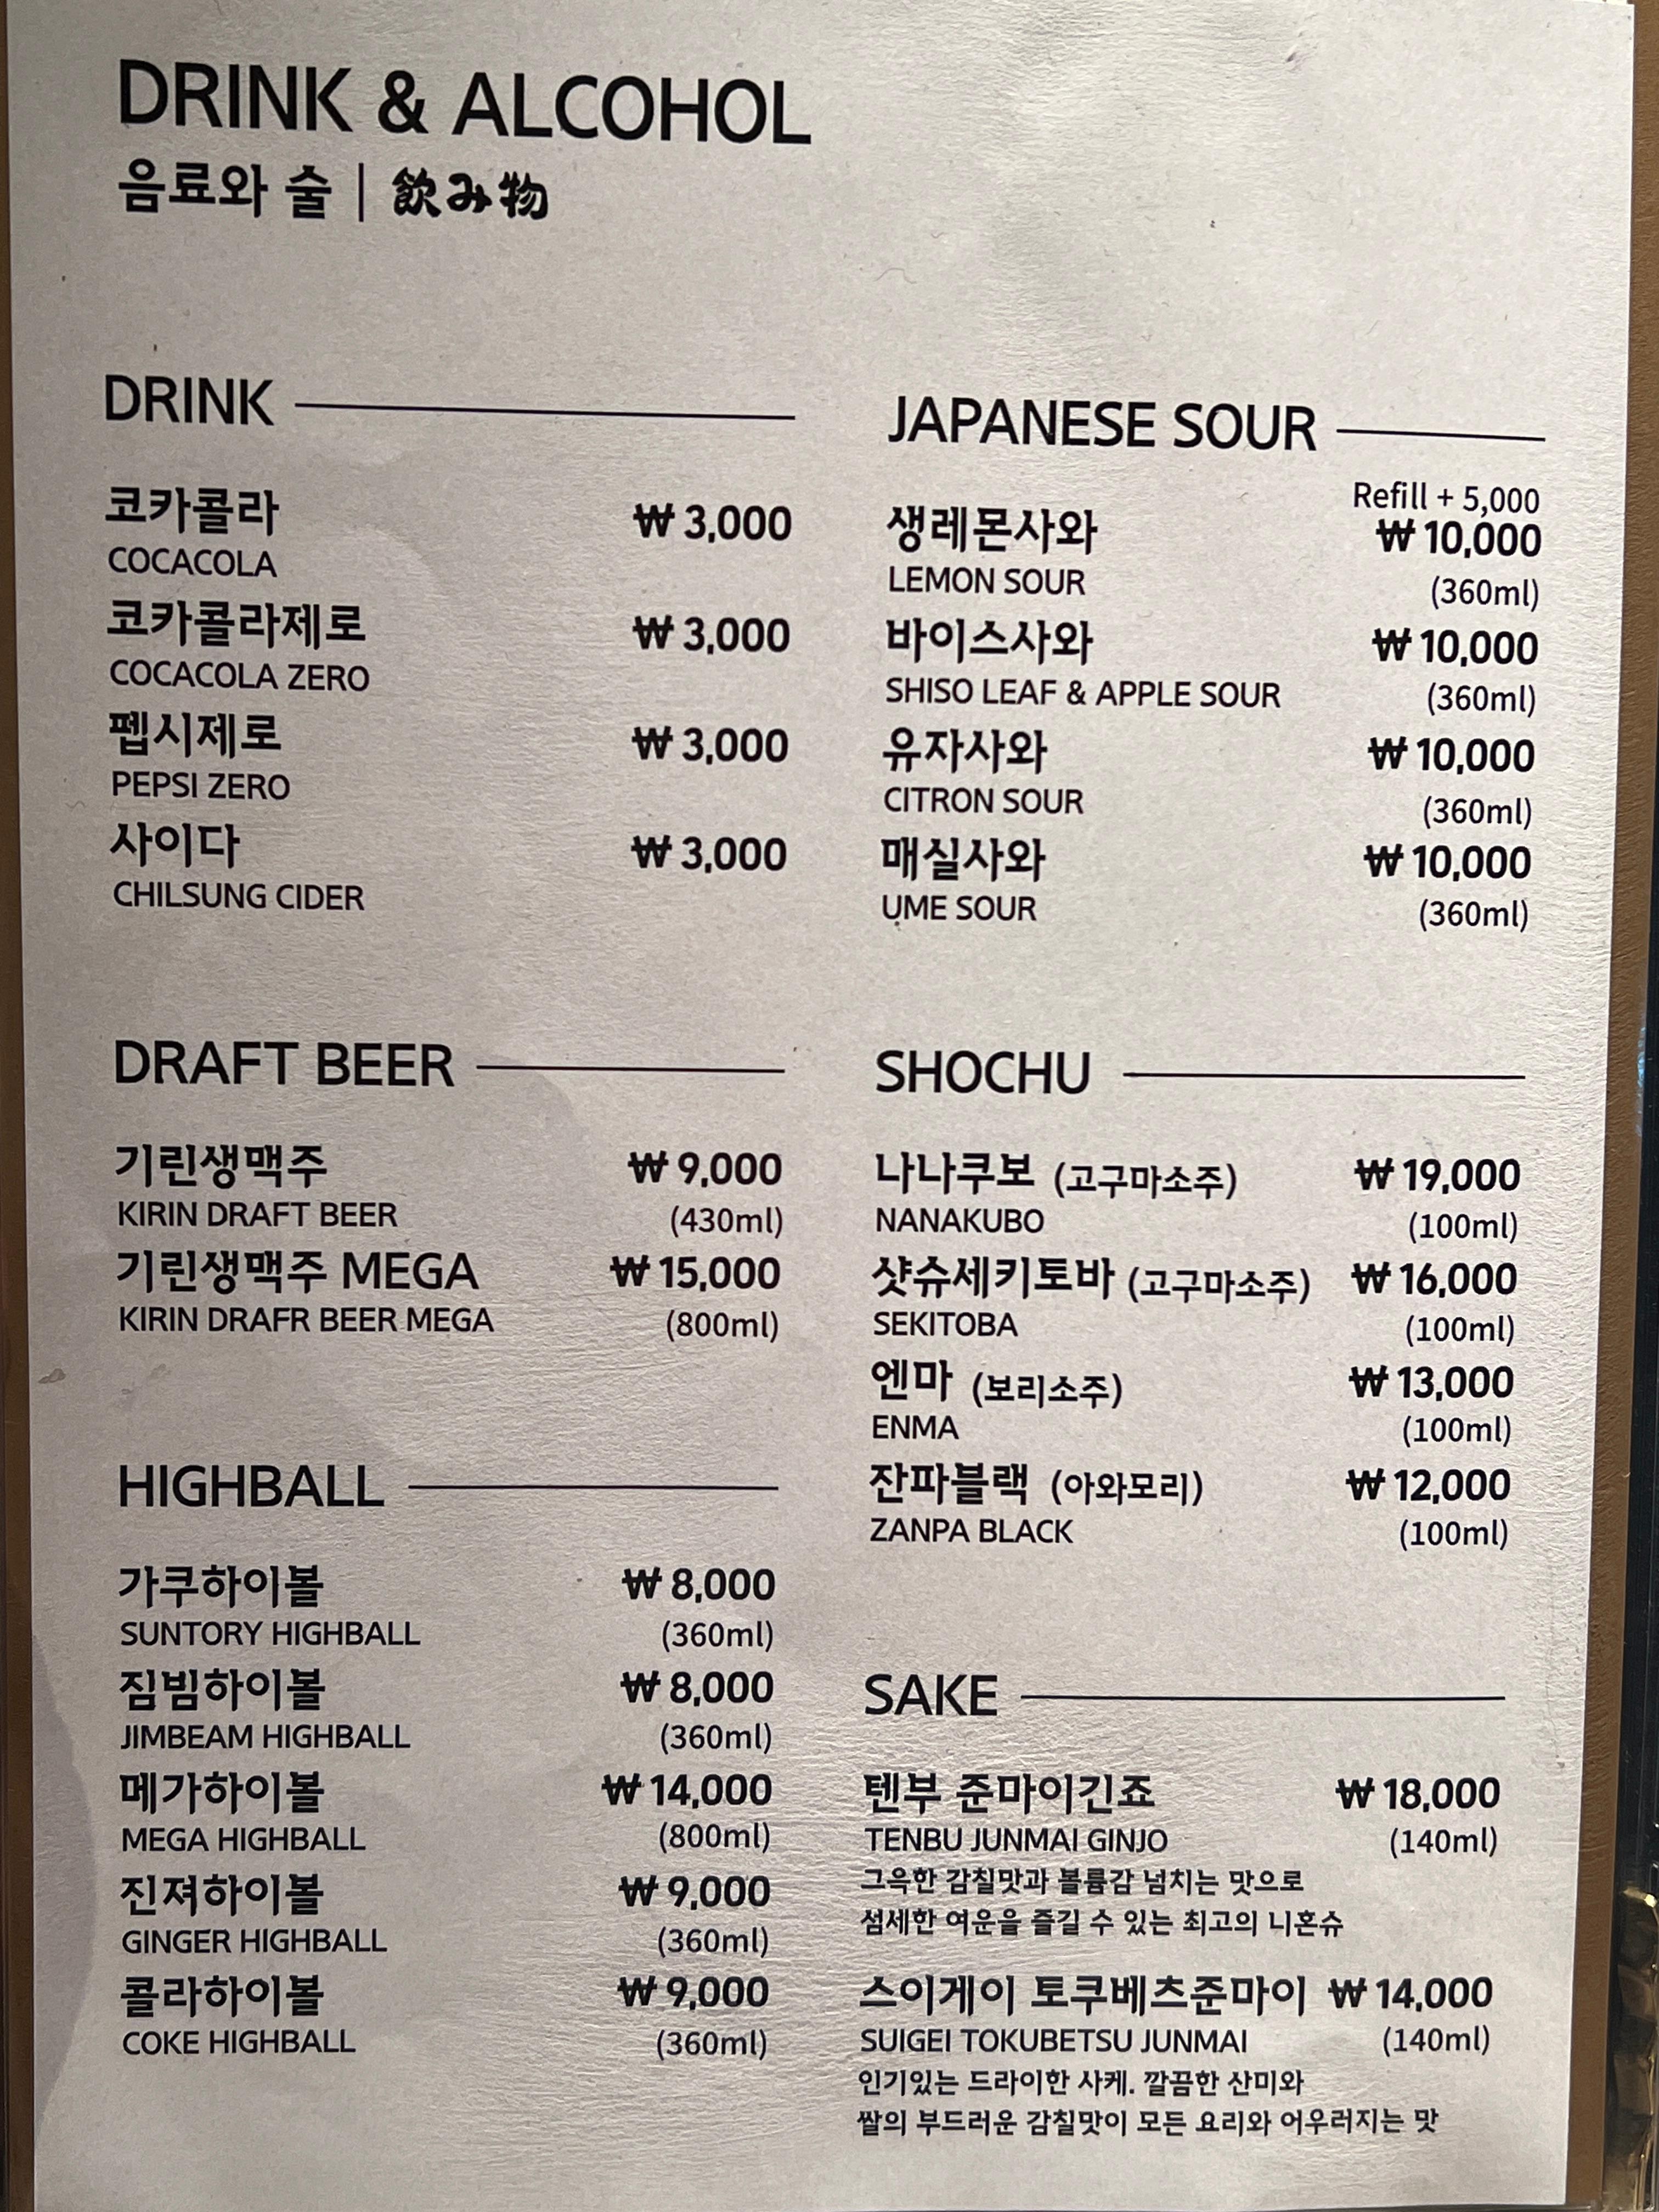 DRINK & ALCOHOL
음료와 술 | 飲み物
DRINK
코카콜라 ₩ 3,000
COCACOLA
코카콜라제로 ₩ 3,000
COCACOLA ZERO
펩시제로 ₩ 3,000
PEPSI ZERO
사이다 ₩ 3,000
CHILSUNG CIDER
DRAFT BEER
기린생맥주 ₩ 9,000
KIRIN DRAFT BEER (430ml)
기린생맥주 MEGA ₩ 15,000
KIRIN DRAFR BEER MEGA (800ml)
HIGHBALL
가쿠하이볼 ₩ 8,000
SUNTORY HIGHBALL (360ml)
짐빔하이볼 ₩ 8,000
JIMBEAM HIGHBALL (360ml)
메가하이볼 ₩ 14,000
MEGA HIGHBALL (800ml)
진져하이볼 ₩ 9,000
GINGER HIGHBALL (360ml)
콜라하이볼 ₩ 9,000
COKE HIGHBALL (360ml)
JAPANESE SOUR
Refill + 5,000
생레몬사와 ₩ 10,000
LEMON SOUR (360ml)
바이스사와 ₩ 10,000
SHISO LEAF & APPLE SOUR (360ml)
유자사와 ₩ 10,000
CITRON SOUR (360ml)
매실사와 ₩ 10,000
UME SOUR (360ml)
SHOCHU
나나쿠보 (고구마소주) ₩ 19,000
NANAKUBO (100ml)
샷슈세키토바 (고구마소주) ₩ 16,000
SEKITOBA (100ml)
엔마 (보리소주) ₩ 13,000
ENMA (100ml)
잔파블랙 (아와모리) ₩ 12,000
ZANPA BLACK (100ml)
SAKE
텐부 준마이긴죠 ₩ 18,000
TENBU JUNMAI GINJO (140ml)
그윽한 감칠맛과 볼륨감 넘치는 맛으로
섬세한 여운을 즐길 수 있는 최고의 니혼슈
스이게이 토쿠베츠준마이 ₩ 14,000
SUIGEI TOKUBETSU JUNMAI (140ml)
인기있는 드라이한 사케. 깔끔한 산미와
쌀의 부드러운 감칠맛이 모든 요리와 어우러지는 맛